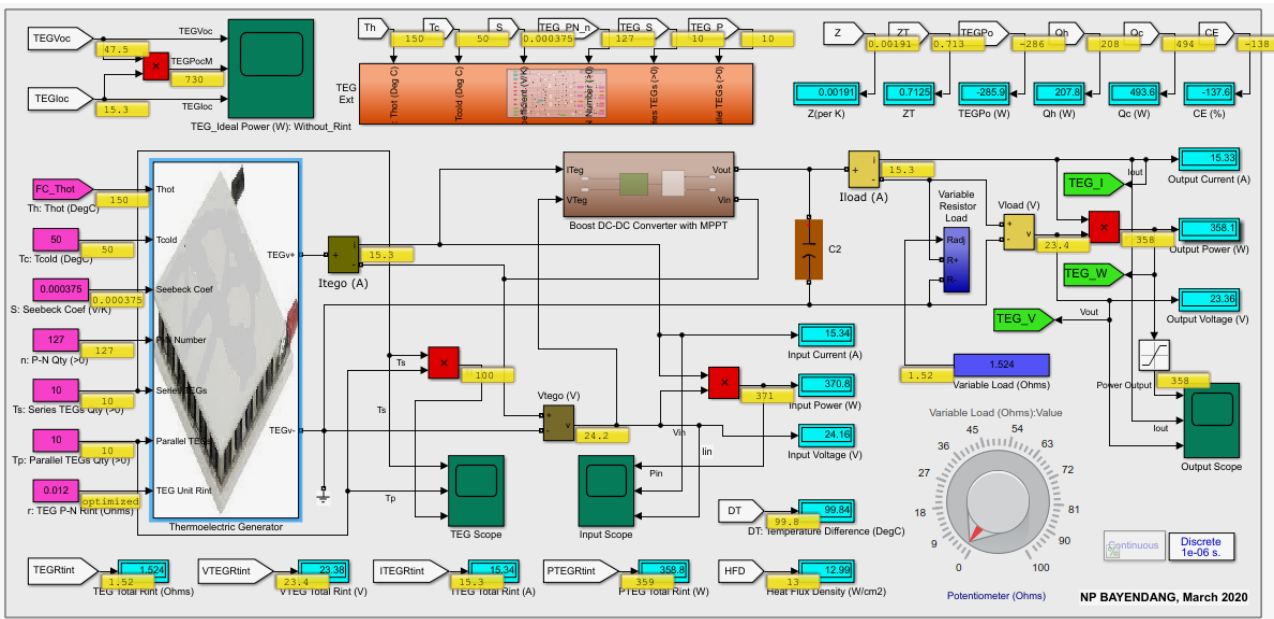 TEGVoc
47.5
TEGVoc
TEGPocM
730
TEGIoc
15.3
TEGIoc
TEG_Ideal Power (W): Without_Rint
Th
Tc
S
TEG_PN_n
TEG_S
TEG_P
150
50
0.000375
127
10
10
TEG
Ext
Z
ZT
TEGPo
Qh
Qc
CE
0.00191
0.713
-286
208
494
-138
0.00191
0.7125
-285.9
207.8
493.6
-137.6
Z(per K)
ZT
TEGPo (W)
Qh (W)
Qc (W)
CE (%)
FC_Thot
150
Th: Thot (DegC)
50
50
Tc: Tcold (DegC)
0.000375
0.000375
S: Seebeck Coef (V/K)
127
127
n: P-N Qty (>0)
10
10
Ts: Series TEGs Qty (>0)
10
10
Tp: Parallel TEGs Qty (>0)
0.012
optimized
r: TEG P-N Rint (Ohms)
Thot
Tcold
Seebeck Coef
P-N Number
Series TEGs
Parallel TEGs
TEG Unit Rint
TEGv+
TEGv-
Thermoelectric Generator
+
i
-
15.3
Itego (A)
ITeg
VTeg
Vout
Vin
Boost DC-DC Converter with MPPT
C2
+
i
-
15.3
Iload (A)
Variable
Resistor
Load
Radj
R+
R-
Vload (V)
+
v
-
23.4
358
TEG_I
Iout
15.33
Output Current (A)
358.1
Output Power (W)
TEG_W
23.36
Output Voltage (V)
TEG_V
Vout
Power Output
358
Iout
Output Scope
1.524
1.52
Variable Load (Ohms)
Ts
100
Ts
Tp
TEG Scope
Vtego (V)
+
v
-
24.2
371
Vin
Iin
Pin
Input Scope
15.34
Input Current (A)
370.8
Input Power (W)
24.16
Input Voltage (V)
DT
99.84
99.8
DT: Temperature Difference (DegC)
Variable Load (Ohms):Value
0
9
18
27
36
45
54
63
72
81
90
100
Potentiometer (Ohms)
Continuous
Discrete
1e-06 s.
TEGRtint
1.524
1.52
TEG Total Rint (Ohms)
VTEGRtint
23.38
23.4
VTEG Total Rint (V)
ITEGRtint
15.34
15.3
ITEG Total Rint (A)
PTEGRtint
358.8
359
PTEG Total Rint (W)
HFD
12.99
13
Heat Flux Density (W/cm2)
NP BAYENDANG, March 2020